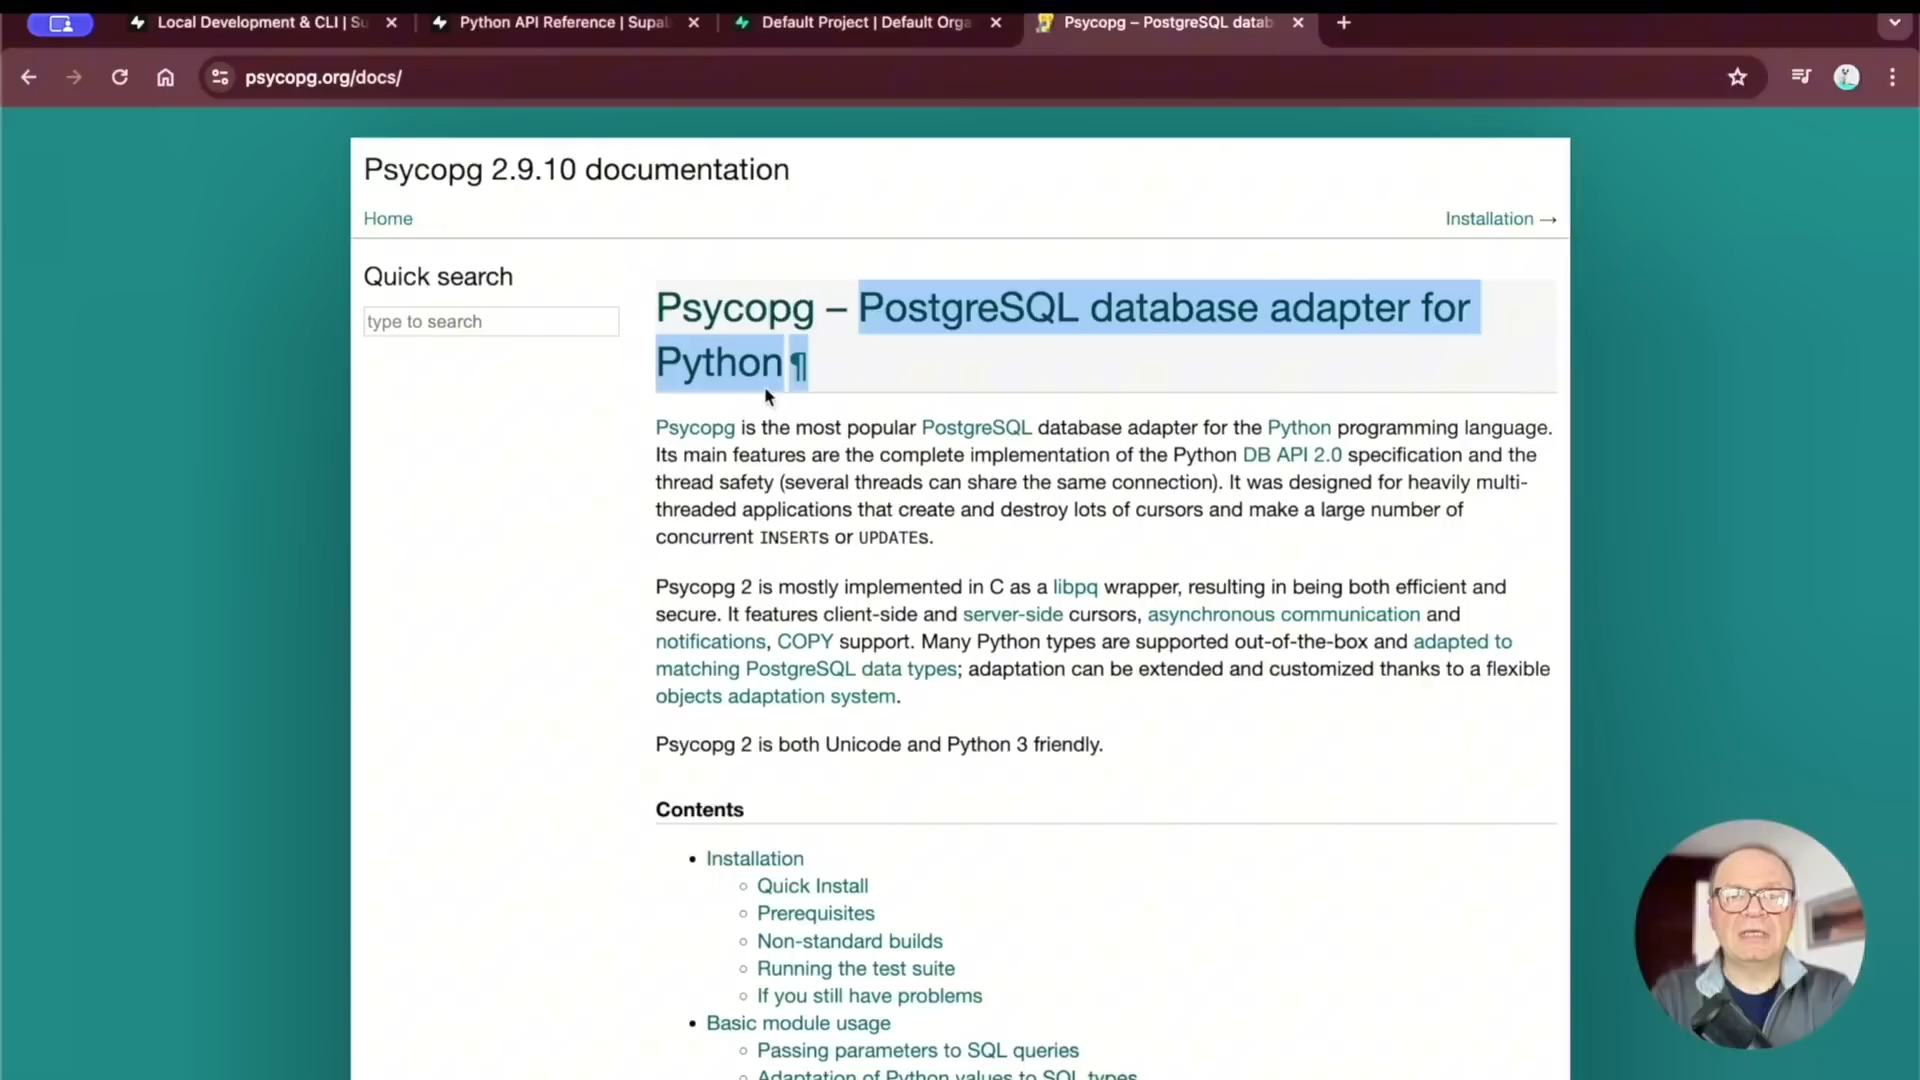 Local Development & CLI | Su
Python API Reference | Supab
Default Project | Default Orga
Psycopg – PostgreSQL datab
psycopg.org/docs/
Psycopg 2.9.10 documentation
Home
Installation →
Quick search
type to search
Psycopg – PostgreSQL database adapter for
Python ¶
Psycopg is the most popular PostgreSQL database adapter for the Python programming language.
Its main features are the complete implementation of the Python DB API 2.0 specification and the
thread safety (several threads can share the same connection). It was designed for heavily multi-
threaded applications that create and destroy lots of cursors and make a large number of
concurrent INSERTs or UPDATEs.
Psycopg 2 is mostly implemented in C as a libpq wrapper, resulting in being both efficient and
secure. It features client-side and server-side cursors, asynchronous communication and
notifications, COPY support. Many Python types are supported out-of-the-box and adapted to
matching PostgreSQL data types; adaptation can be extended and customized thanks to a flexible
objects adaptation system.
Psycopg 2 is both Unicode and Python 3 friendly.
Contents
• Installation
◦ Quick Install
◦ Prerequisites
◦ Non-standard builds
◦ Running the test suite
◦ If you still have problems
• Basic module usage
◦ Passing parameters to SQL queries
◦ Adaptation of Python values to SQL types